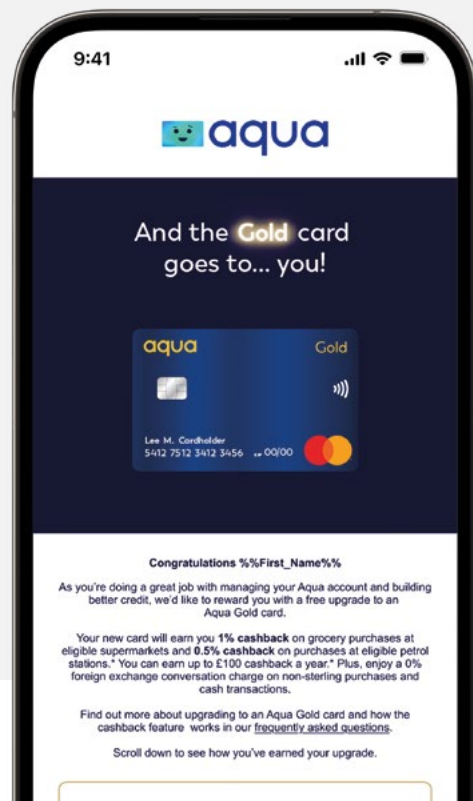 9:41
aqua
And the Gold card
goes to... you!
aqua Gold
Lee M. Cardholder
5412 7512 3412 3456 00/00
Congratulations %%First_Name%%
As you're doing a great job with managing your Aqua account and building
better credit, we'd like to reward you with a free upgrade to an
Aqua Gold card.
Your new card will earn you 1% cashback on grocery purchases at
eligible supermarkets and 0.5% cashback on purchases at eligible petrol
stations.* You can earn up to £100 cashback a year.* Plus, enjoy a 0%
foreign exchange conversation charge on non-sterling purchases and
cash transactions.
Find out more about upgrading to an Aqua Gold card and how the
cashback feature works in our frequently asked questions.
Scroll down to see how you've earned your upgrade.